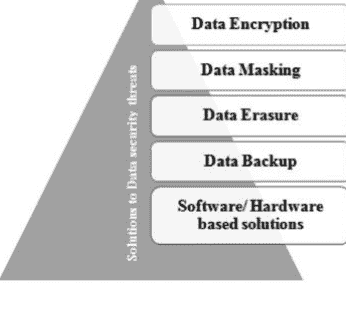 Solutions to Data security threats
Data Encryption
Data Masking
Data Erasure
Data Backup
Software/Hardware
based solutions